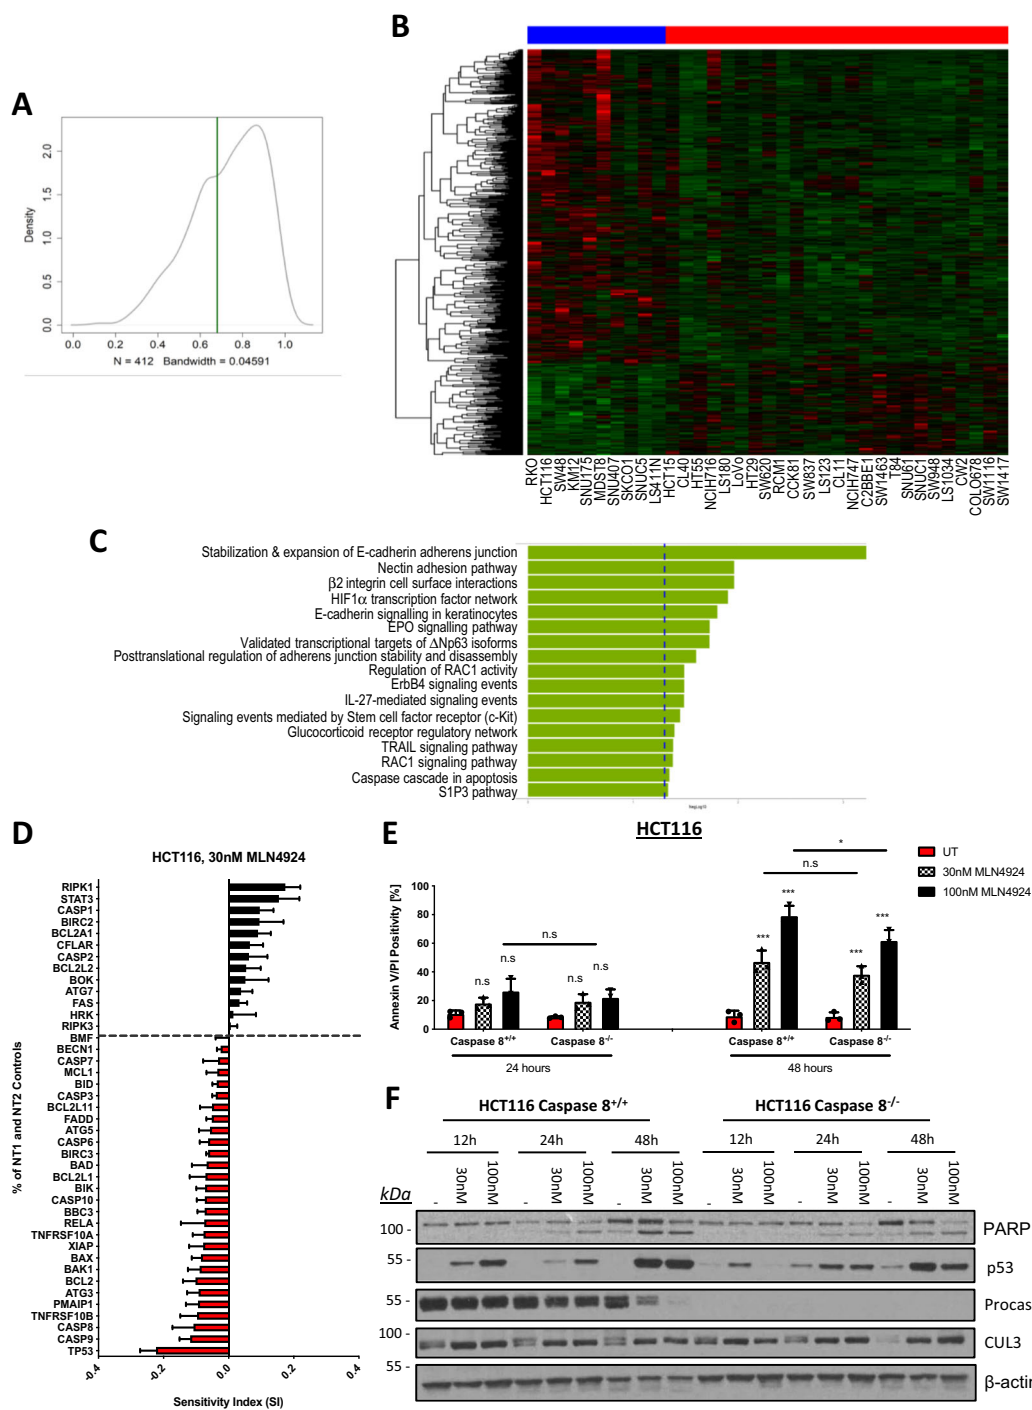 A
Density
0.0
0.5
1.0
1.5
2.0
0.0 0.2 0.4 0.6 0.8 1.0
N = 412 Bandwidth = 0.04591
B
RKO
HCT116
SW48
KM12
SNU175
MDST8
SNU407
SKCO1
SNUC5
LS411N
HCT15
CL40
HT55
NCIH716
LS180
LoVo
HT29
SW620
RCM1
CCK81
SW837
LS123
CL11
NCIH747
C2BBE1
SW1463
T84
SNU61
SNUC1
SW948
LS1034
CW2
COLO678
SW1116
SW1417
C
Stabilization & expansion of E-cadherin adherens junction
Nectin adhesion pathway
β2 integrin cell surface interactions
HIF1α transcription factor network
E-cadherin signalling in keratinocytes
EPO signalling pathway
Validated transcriptional targets of ΔNp63 isoforms
Posttranslational regulation of adherens junction stability and disassembly
Regulation of RAC1 activity
ErbB4 signaling events
IL-27-mediated signaling events
Signaling events mediated by Stem cell factor receptor (c-Kit)
Glucocorticoid receptor regulatory network
TRAIL signaling pathway
RAC1 signaling pathway
Caspase cascade in apoptosis
S1P3 pathway
D
HCT116, 30nM MLN4924
% of NT1 and NT2 Controls
RIPK1
STAT3
CASP1
BIRC2
BCL2A1
CFLAR
CASP2
BCL2L2
BOK
ATG7
FAS
HRK
RIPK3
BMF
BECN1
CASP7
MCL1
BID
CASP3
BCL2L11
FADD
ATG5
CASP6
BIRC3
BAD
BCL2L1
BIK
CASP10
BBC3
RELA
TNFRSF10A
XIAP
BAX
BAK1
BCL2
ATG3
PMAIP1
TNFRSF10B
CASP8
CASP9
TP53
-0.4 -0.2 0.0 0.2 0.4
Sensitivity Index (SI)
E
HCT116
UT
30nM MLN4924
100nM MLN4924
Annexin V/PI Positivity [%]
100
80
60
40
20
0
n.s n.s n.s n.s n.s
*** *** n.s * *** ***
Caspase 8+/+ Caspase 8-/- Caspase 8+/+ Caspase 8-/-
24 hours 48 hours
F
HCT116 Caspase 8+/+ HCT116 Caspase 8-/-
12h 24h 48h 12h 24h 48h
- 30nM 100nM - 30nM 100nM - 30nM 100nM - 30nM 100nM - 30nM 100nM - 30nM 100nM
kDa
100 - PARP
55 - p53
55 - Procas
100 - CUL3
55 - β-actin